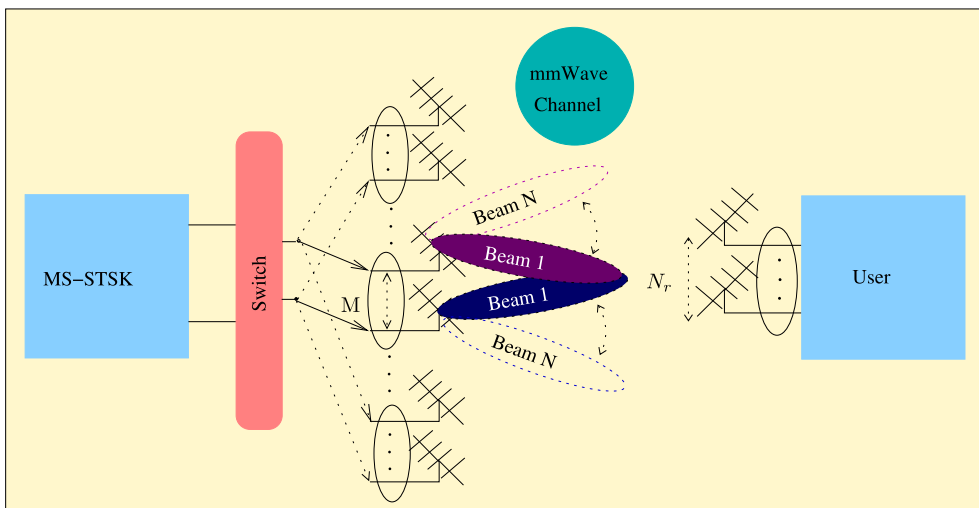 mmWave
Channel
MS-STSK
Switch
M
Beam N
Beam 1
Beam 1
Beam N
N_r
User